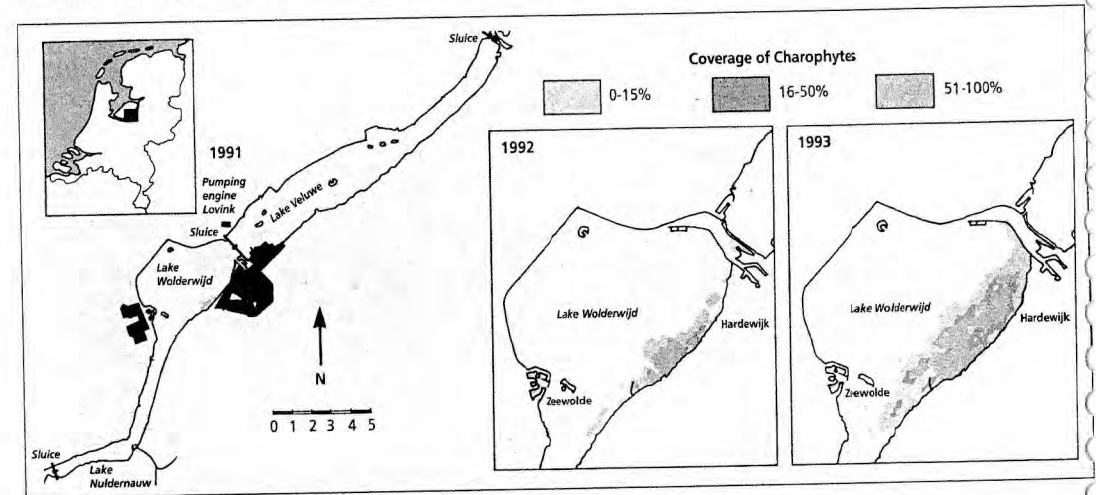 Sluice
1991
Pumping
engine
Lovink
Sluice
Lake Veluwe
Lake
Wolderwijd
N
0 1 2 3 4 5
Sluice
Lake
Nuldernauw
Coverage of Charophytes
0-15%
16-50%
51-100%
1992
Lake Wolderwijd
Hardewijk
Zeewolde
1993
Lake Wolderwijd
Hardewijk
Zeewolde